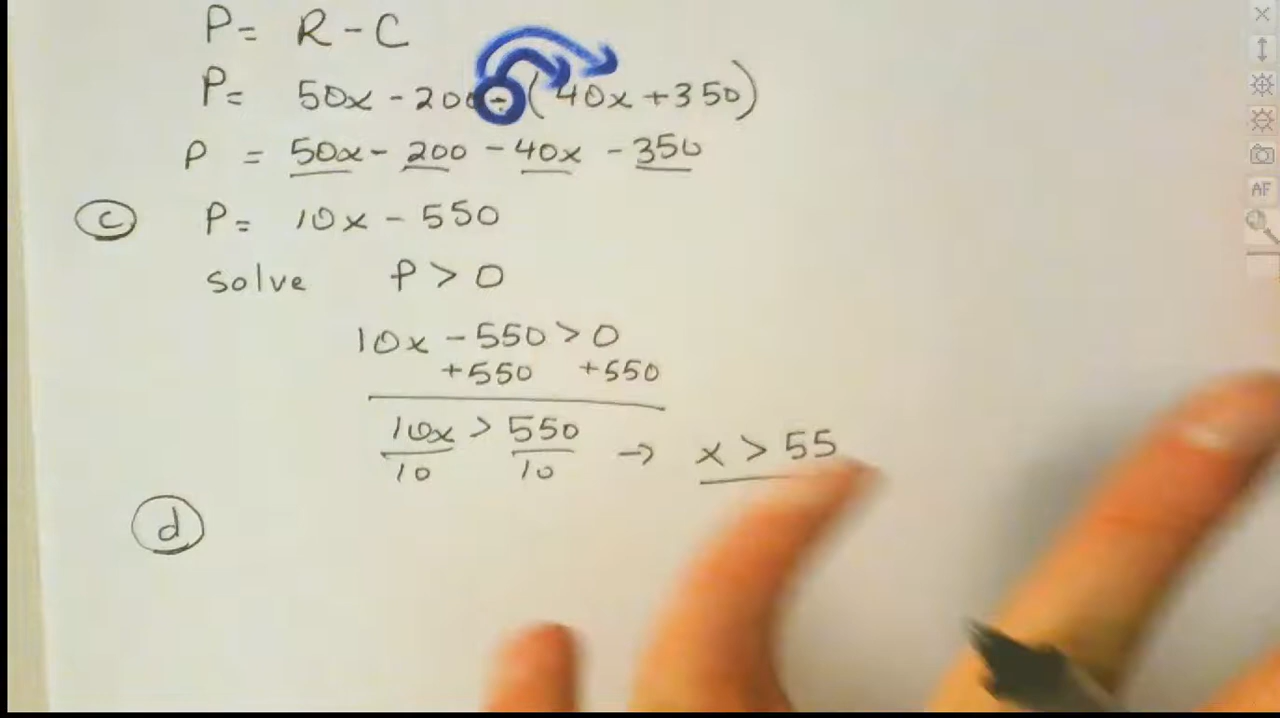 P = R - C
P = 50x - 200 - (40x + 350)
P = 50x - 200 - 40x - 350
c P = 10x - 550
solve P > 0
10x - 550 > 0
+550 +550
10x > 550 → x > 55
10 10
d
AF